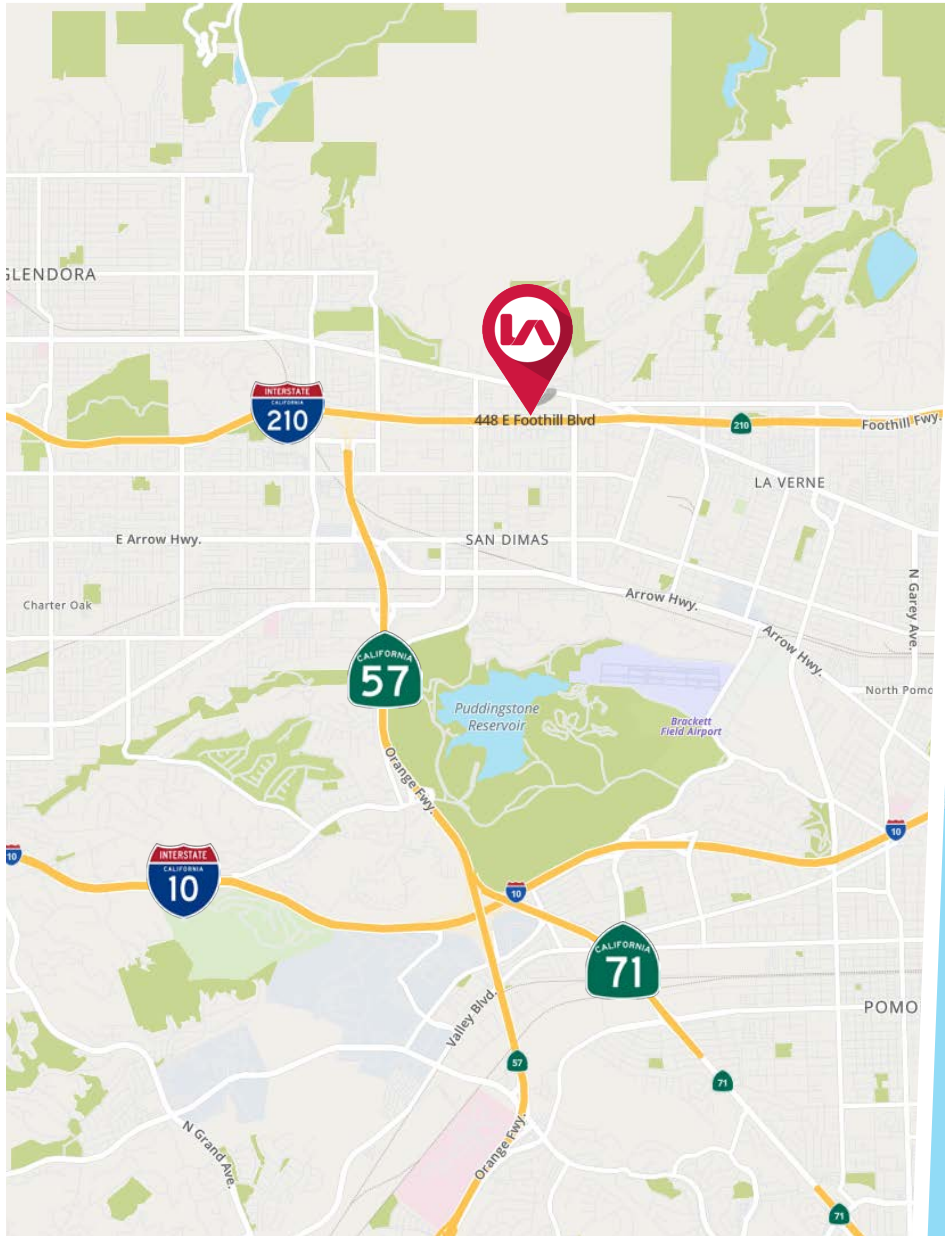 GLENDORA
LA
INTERSTATE
CALIFORNIA
210
448 E Foothill Blvd
210
Foothill Fwy.
LA VERNE
E Arrow Hwy.
SAN DIMAS
N Garey Ave.
Charter Oak
Arrow Hwy.
Arrow Hwy.
CALIFORNIA
57
North Pomo
Puddingstone
Reservoir
Brackett
Field Airport
Orange Fwy.
10
10
INTERSTATE
CALIFORNIA
10
10
CALIFORNIA
71
Valley Blvd.
POMO
57
71
N Grand Ave.
Orange Fwy.
71